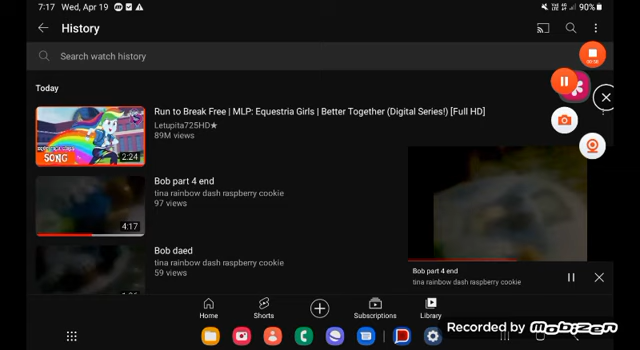 7:17 Wed, Apr 19
90%
History
Search watch history
00:58
Today
Run to Break Free | MLP: Equestria Girls | Better Together (Digital Series!) [Full HD]
Letupita725HD★
89M views
SONG
2:24
Bob part 4 end
tina rainbow dash raspberry cookie
97 views
4:17
Bob daed
tina rainbow dash raspberry cookie
59 views
Bob part 4 end
tina rainbow dash raspberry cookie
Home
Shorts
Subscriptions
Library
Recorded by Mobizen